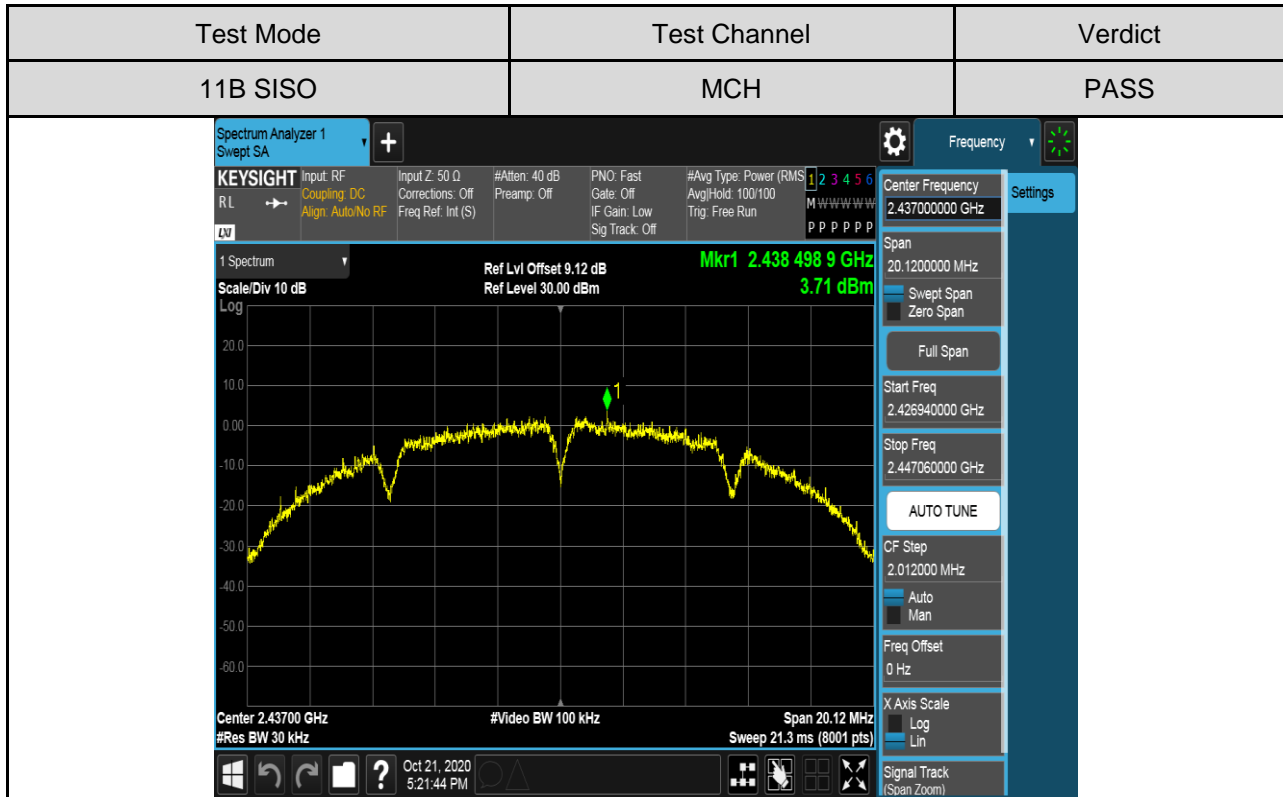 Test Mode Test Channel Verdict
11B SISO MCH PASS
Spectrum Analyzer 1
Swept SA
+
Frequency
KEYSIGHT
RL
LXI
Input: RF
Coupling: DC
Align: Auto/No RF
Input Z: 50 Ω
Corrections: Off
Freq Ref: Int (S)
#Atten: 40 dB
Preamp: Off
PNO: Fast
Gate: Off
IF Gain: Low
Sig Track: Off
#Avg Type: Power (RMS
Avg|Hold: 100/100
Trig: Free Run
1 2 3 4 5 6
M W W W W W
P P P P P P
1 Spectrum
Scale/Div 10 dB
Ref Lvl Offset 9.12 dB
Ref Level 30.00 dBm
Mkr1 2.438 498 9 GHz
3.71 dBm
Log
20.0
10.0
0.00
-10.0
-20.0
-30.0
-40.0
-50.0
-60.0
1
Center 2.43700 GHz
#Res BW 30 kHz
#Video BW 100 kHz
Span 20.12 MHz
Sweep 21.3 ms (8001 pts)
Center Frequency
2.437000000 GHz
Settings
Span
20.1200000 MHz
Swept Span
Zero Span
Full Span
Start Freq
2.426940000 GHz
Stop Freq
2.447060000 GHz
AUTO TUNE
CF Step
2.012000 MHz
Auto
Man
Freq Offset
0 Hz
X Axis Scale
Log
Lin
Signal Track
(Span Zoom)
?
Oct 21, 2020
5:21:44 PM